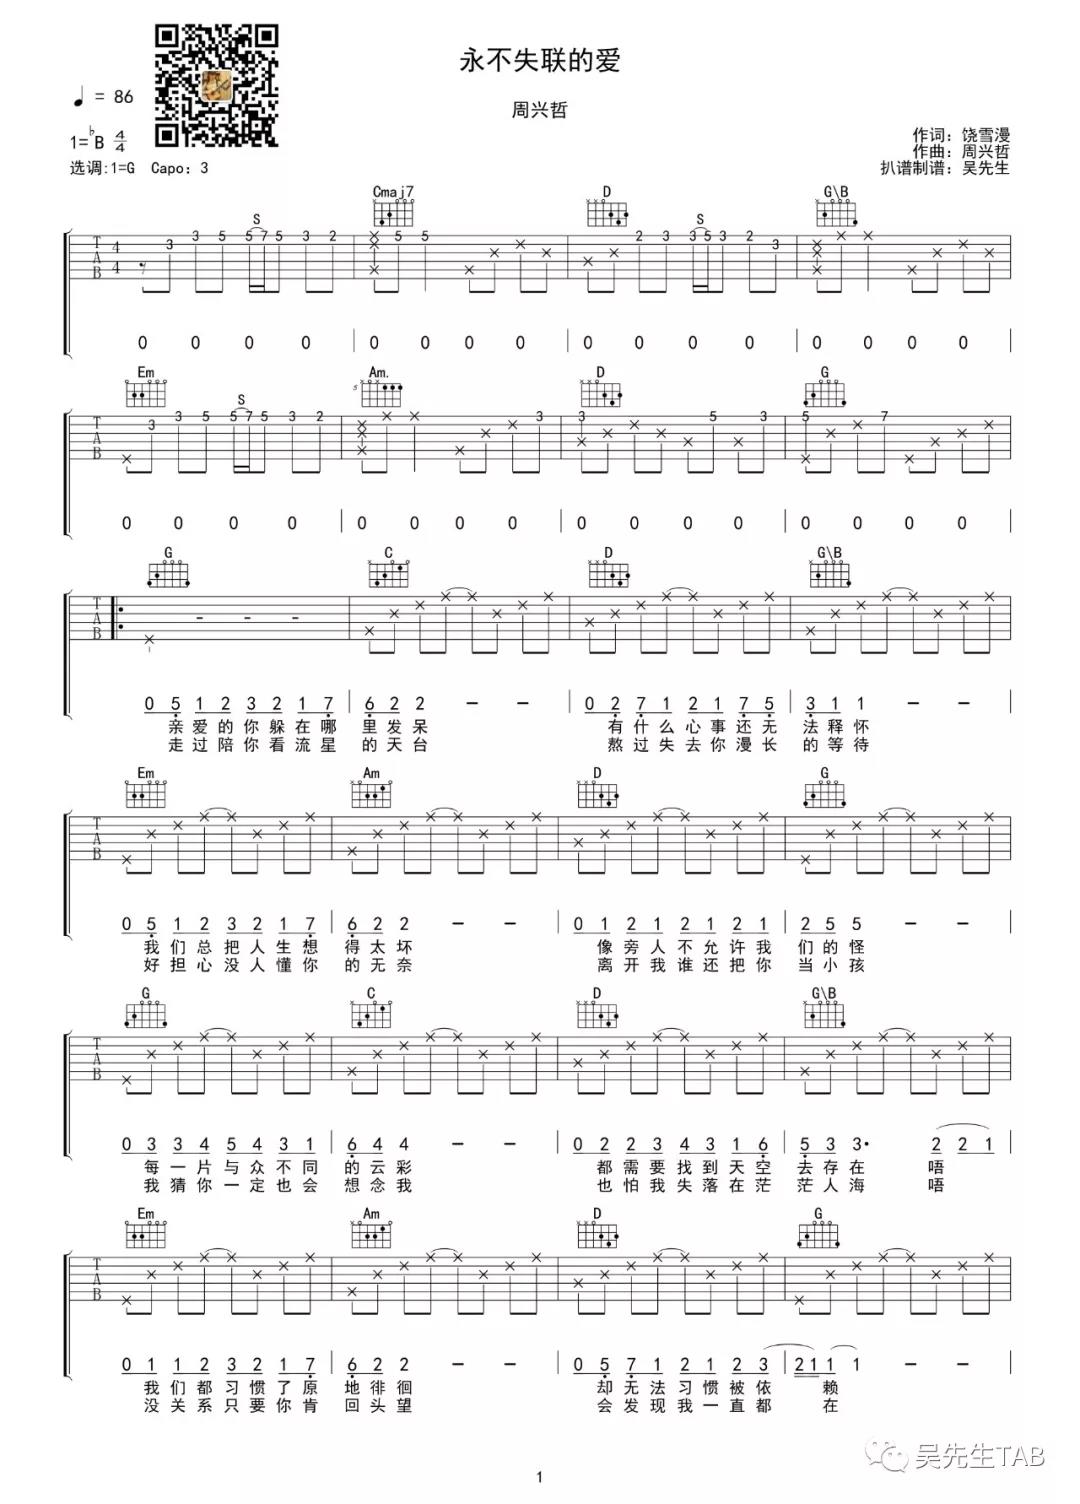 永不失联的爱
= 86
周兴哲
1=♭B 4/4
作词：饶雪漫
作曲：周兴哲
选调:1=G Capo：3
扒谱制谱：吴先生
Cmaj7 D G\B
S S
T A B 4/4 3 3 5 5 7 5 3 2 5 5 2 3 3 5 3 2 3
0 0 0 0 0 0 0 0 0 0 0 0 0 0 0 0
Em Am. D G
5
S
T A B 3 3 5 5 7 5 3 2 3 3 5 3 5 7
0 0 0 0 0 0 0 0 0 0 0 0 0 0 0 0
G C D G\B
T A B - - -
0 5 1 2 3 2 1 7 6 2 2 - - 0 2 7 1 2 1 7 5 3 1 1 - -
亲爱的你躲在哪里发呆 有什么心事还无法释怀
走过陪你看流星的天台 熬过失去你漫长的等待
Em Am D G
T A B
0 5 1 2 3 2 1 7 6 2 2 - - 0 1 2 1 2 1 2 1 2 5 5 - -
我们总把人生想得太坏 像旁人不允许我们的怪
好担心没人懂你的无奈 离开我谁还把你当小孩
G C D G\B
T A B
0 3 3 4 5 4 3 1 6 4 4 - - 0 2 2 3 4 3 1 6 5 3 3· 2 2 1
每一片与众不同的云彩 都需要找到天空去存在 唔
我猜你一定也会想念我 也怕我失落在茫茫人海 唔
Em Am D G
T A B
0 1 1 2 3 2 1 7 6 2 2 - - 0 5 7 1 2 1 2 3 2 1 1 1 - -
我们都习惯了原地徘徊 却无法习惯被依赖
没关系只要你肯回头望 会发现我一直都在
吴先生TAB
1